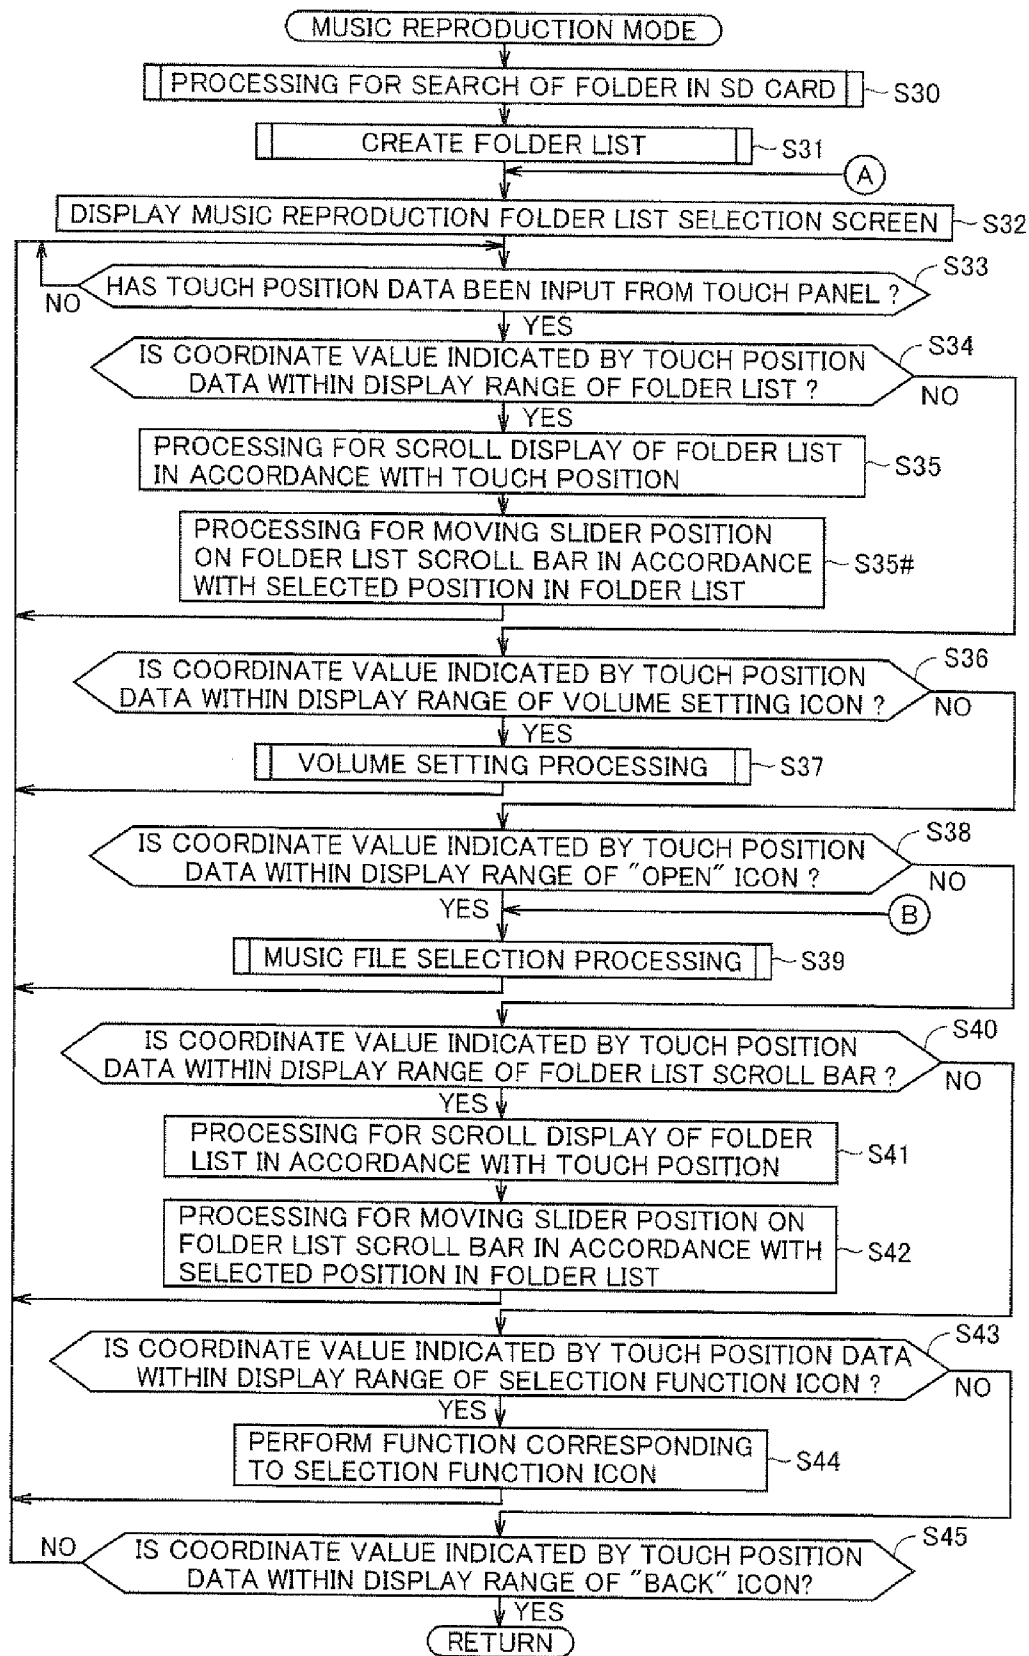 MUSIC REPRODUCTION MODE
PROCESSING FOR SEARCH OF FOLDER IN SD CARD
S30
CREATE FOLDER LIST
S31
A
DISPLAY MUSIC REPRODUCTION FOLDER LIST SELECTION SCREEN
S32
S33
HAS TOUCH POSITION DATA BEEN INPUT FROM TOUCH PANEL ?
NO
YES
S34
IS COORDINATE VALUE INDICATED BY TOUCH POSITION
DATA WITHIN DISPLAY RANGE OF FOLDER LIST ?
NO
YES
PROCESSING FOR SCROLL DISPLAY OF FOLDER LIST
IN ACCORDANCE WITH TOUCH POSITION
S35
PROCESSING FOR MOVING SLIDER POSITION
ON FOLDER LIST SCROLL BAR IN ACCORDANCE
WITH SELECTED POSITION IN FOLDER LIST
S35#
S36
IS COORDINATE VALUE INDICATED BY TOUCH POSITION
DATA WITHIN DISPLAY RANGE OF VOLUME SETTING ICON ?
NO
YES
VOLUME SETTING PROCESSING
S37
S38
IS COORDINATE VALUE INDICATED BY TOUCH POSITION
DATA WITHIN DISPLAY RANGE OF "OPEN" ICON ?
NO
YES
B
MUSIC FILE SELECTION PROCESSING
S39
S40
IS COORDINATE VALUE INDICATED BY TOUCH POSITION
DATA WITHIN DISPLAY RANGE OF FOLDER LIST SCROLL BAR ?
NO
YES
PROCESSING FOR SCROLL DISPLAY OF FOLDER
LIST IN ACCORDANCE WITH TOUCH POSITION
S41
PROCESSING FOR MOVING SLIDER POSITION ON
FOLDER LIST SCROLL BAR IN ACCORDANCE WITH
SELECTED POSITION IN FOLDER LIST
S42
S43
IS COORDINATE VALUE INDICATED BY TOUCH POSITION DATA
WITHIN DISPLAY RANGE OF SELECTION FUNCTION ICON ?
NO
YES
PERFORM FUNCTION CORRESPONDING
TO SELECTION FUNCTION ICON
S44
S45
NO
IS COORDINATE VALUE INDICATED BY TOUCH POSITION
DATA WITHIN DISPLAY RANGE OF "BACK" ICON?
YES
RETURN